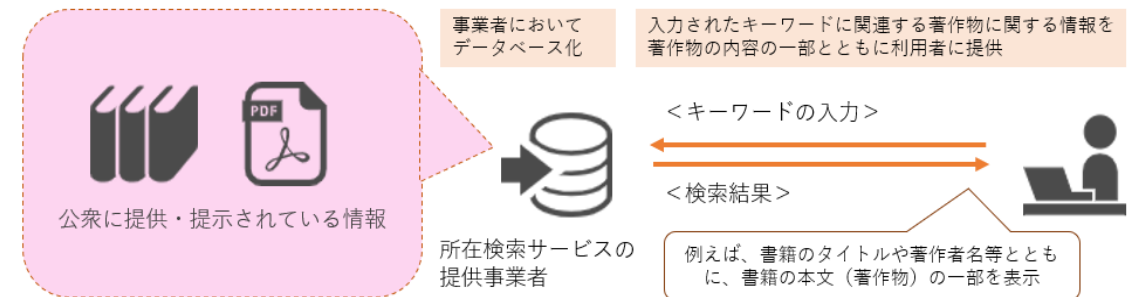 事業者において
データベース化
入力されたキーワードに関連する著作物に関する情報を
著作物の内容の一部とともに利用者に提供
PDF
公衆に提供・提示されている情報
所在検索サービスの
提供事業者
＜キーワードの入力＞
＜検索結果＞
例えば、書籍のタイトルや著作者名等ととも
に、書籍の本文（著作物）の一部を表示